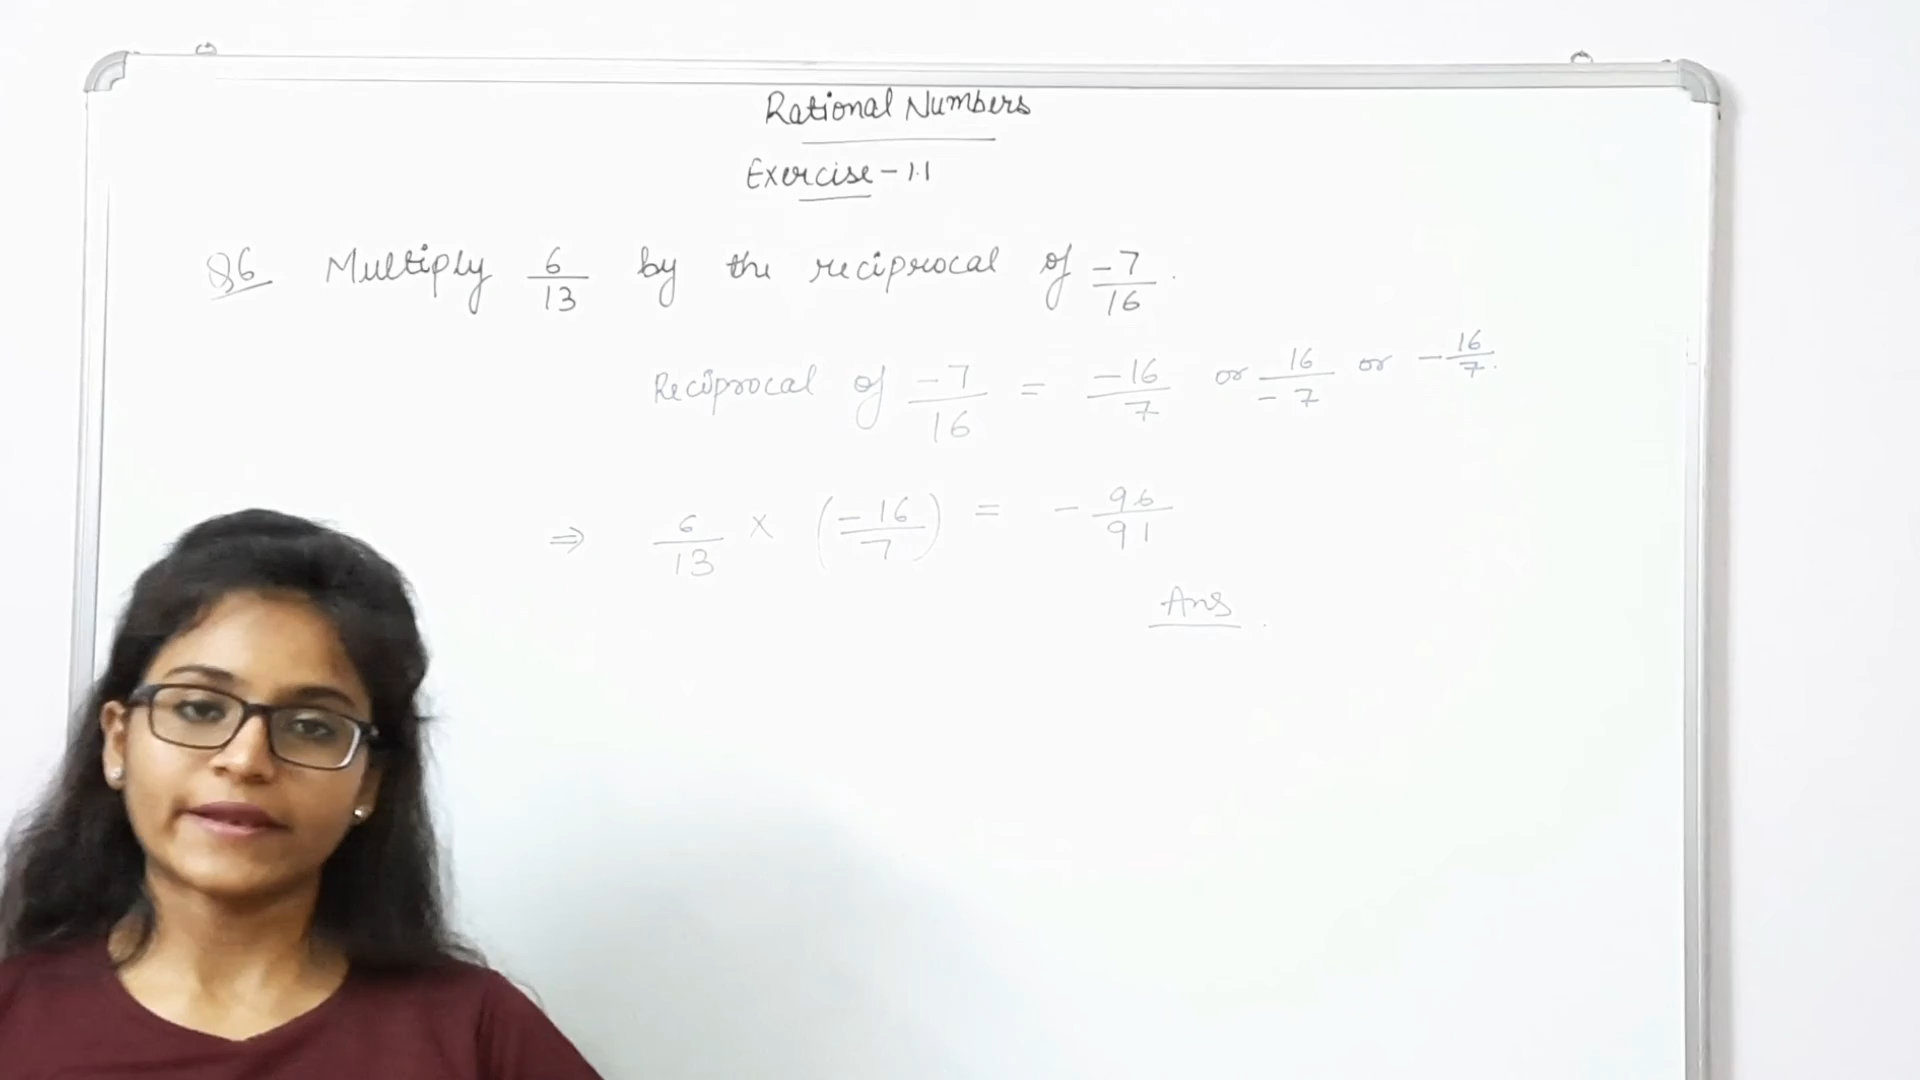 Rational Numbers
Exercise - 1.1
Q6 Multiply 6/13 by the reciprocal of -7/16.
Reciprocal of -7/16 = -16/7 or 16/-7 or -16/7.
⇒ 6/13 × (-16/7) = -96/91
Ans.